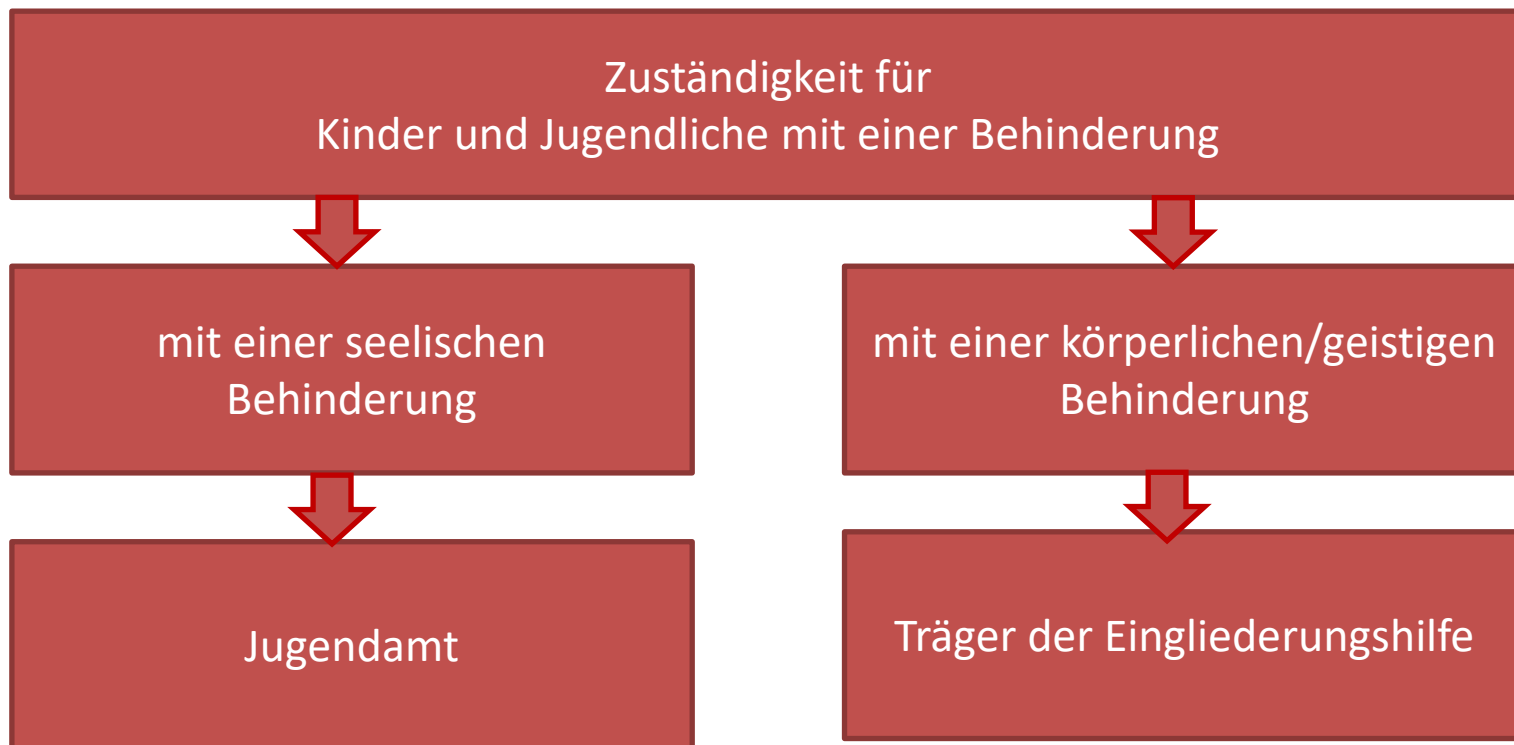 Zuständigkeit für
Kinder und Jugendliche mit einer Behinderung
mit einer seelischen
Behinderung
mit einer körperlichen/geistigen
Behinderung
Jugendamt
Träger der Eingliederungshilfe